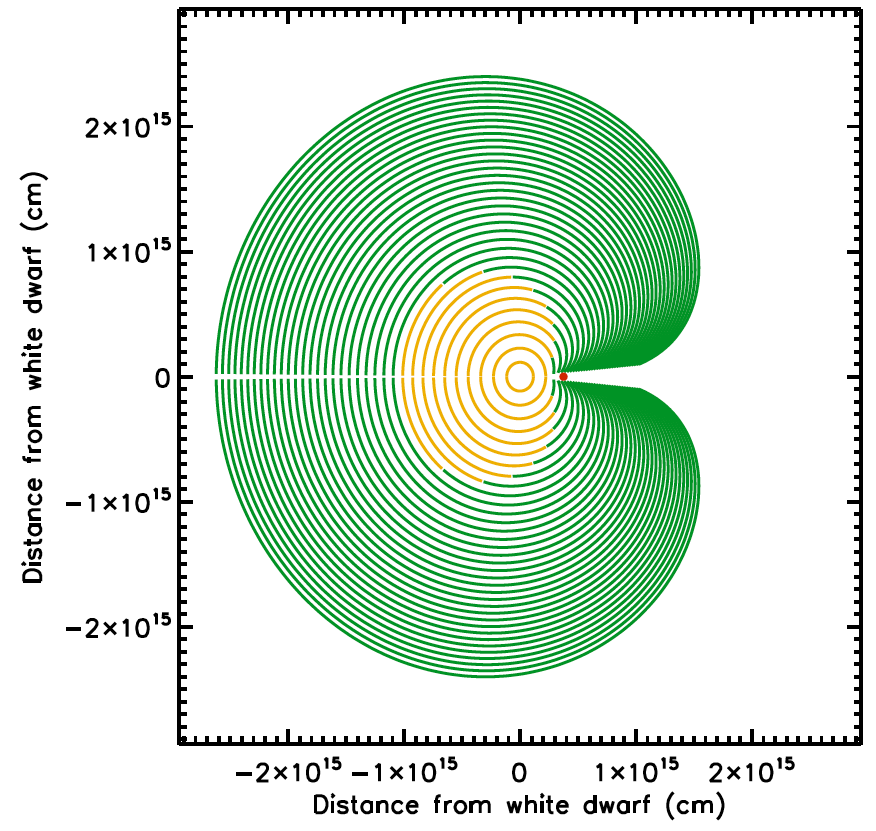 Distance from white dwarf (cm)
2×10¹⁵
1×10¹⁵
0
−1×10¹⁵
−2×10¹⁵
−2×10¹⁵ −1×10¹⁵ 0 1×10¹⁵ 2×10¹⁵
Distance from white dwarf (cm)